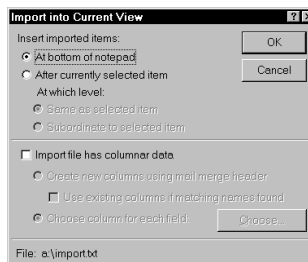 Import into Current View
Insert imported items:
At bottom of notepad
After currently selected item
At which level:
Same as selected item
Subordinate to selected item
OK
Cancel
Import file has columnar data
Create new columns using mail merge header
Use existing columns if matching names found
Choose column for each field:
Choose...
File: a:\import.txt